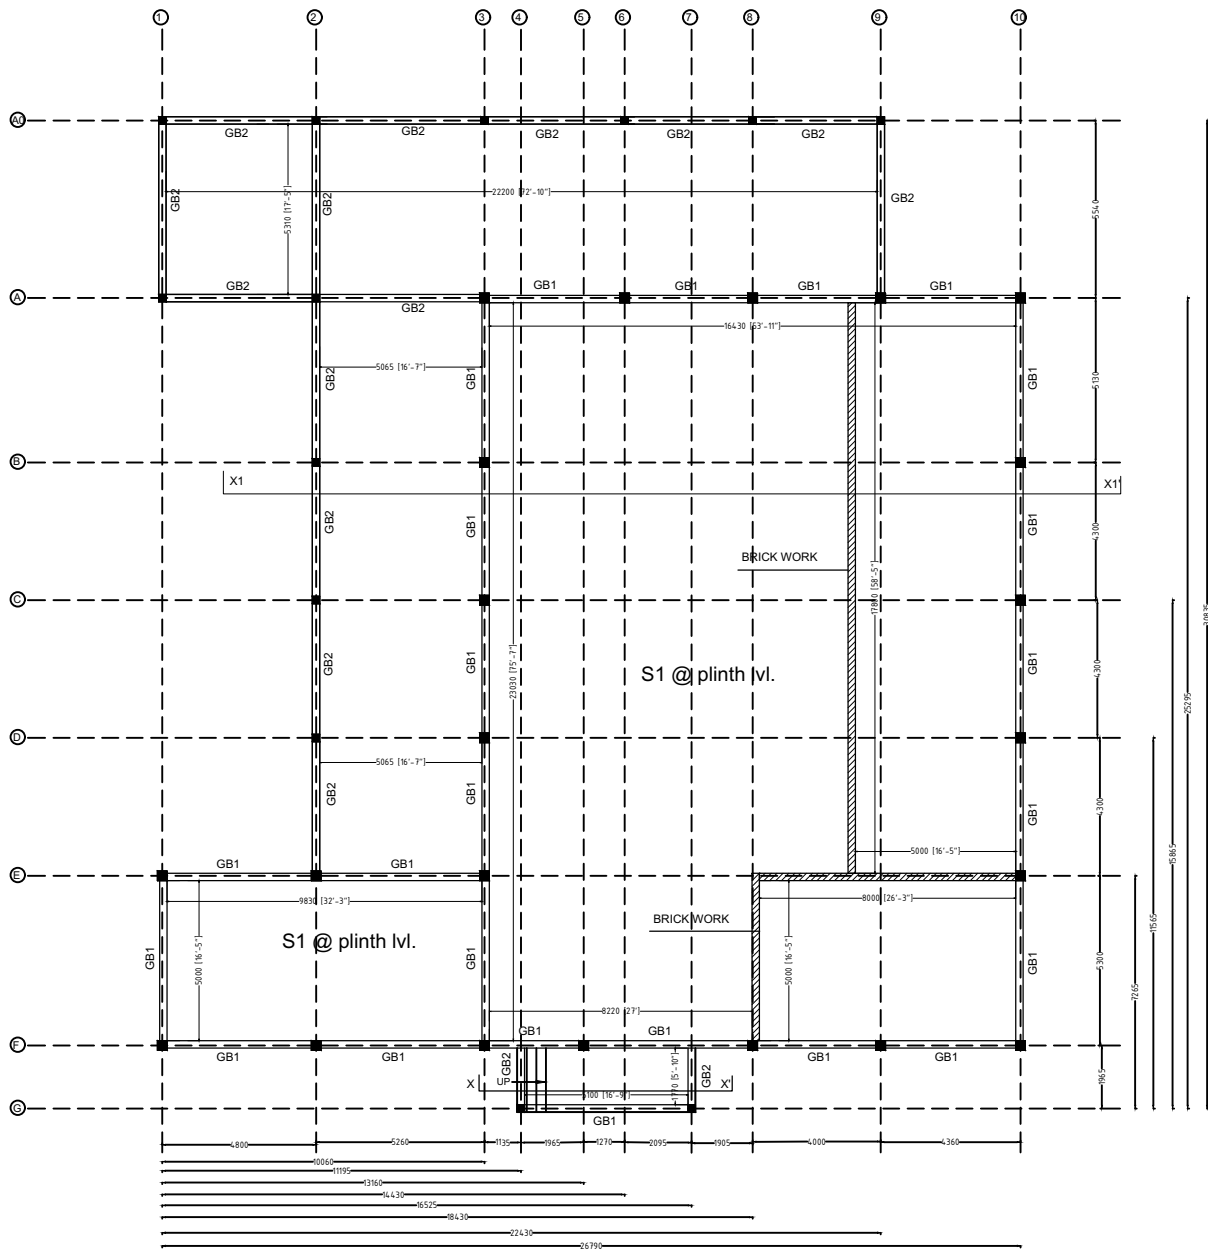 1 2 3 4 5 6 7 8 9 10
A0
GB2 GB2 GB2 GB2 GB2
GB2 GB2 GB2
22200 [72'-10"]
5310 [17'-5"]
5540
A
GB2 GB2 GB1 GB1 GB1 GB1
16430 [53'-11"]
5065 [16'-7"]
GB2 GB1 GB1
5130
B
X1 X1'
GB2 GB1 GB1
4300
BRICK WORK
17880 [58'-5"]
C
GB2 GB1 GB1
23030 [75'-7"]
S1 @ plinth lvl.
4300
30835
25295
15865
D
5065 [16'-7"]
GB2 GB1 GB1
4300
5000 [16'-5"]
E
GB1 GB1
9830 [32'-3"]
8000 [26'-3"]
BRICK WORK
S1 @ plinth lvl.
GB1 GB1 GB1
5000 [16'-5"]
5000 [16'-5"]
11565
5300
7265
8220 [27']
GB1 GB1
F
GB1 GB1 GB1 GB1
GB2 GB2
X UP X'
1770 [5'-10"]
5100 [16'-9"]
1965
G
GB1
4800 5260 1135 1965 1270 2095 1905 4000 4360
10060
11195
13160
14430
16525
18430
22430
26790